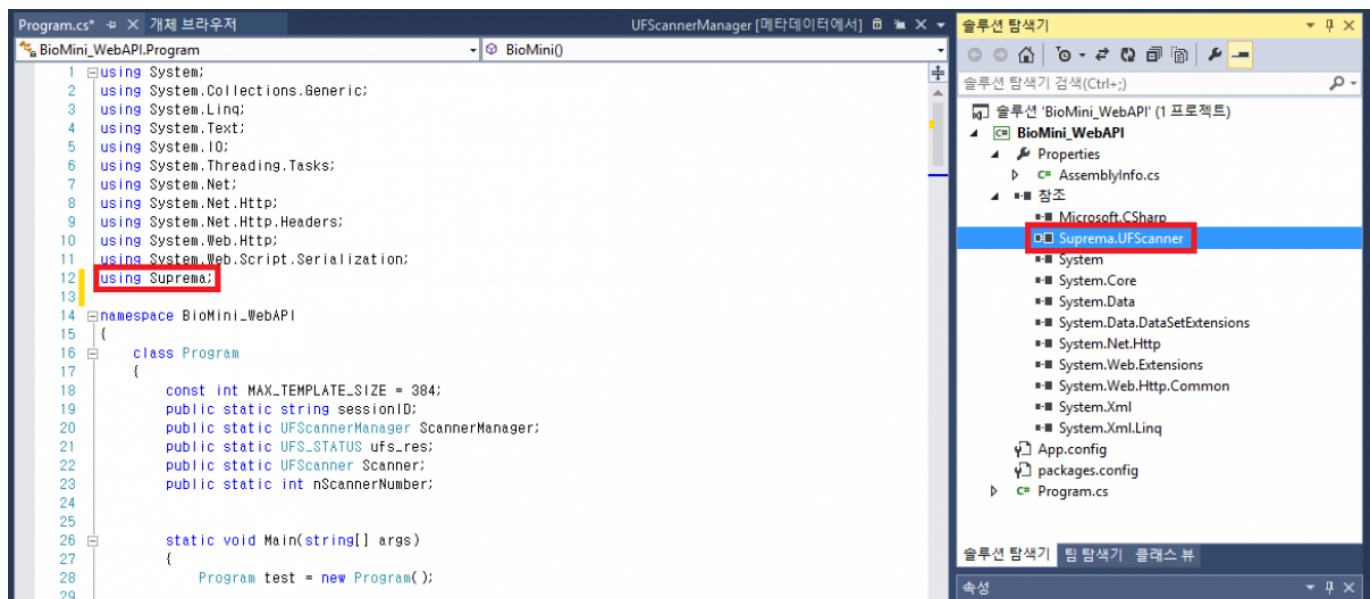 Program.cs*
개체 브라우저
UFScannerManager [메타데이터에서]
BioMini_WebAPI.Program
BioMini()
1 using System;
2 using System.Collections.Generic;
3 using System.Linq;
4 using System.Text;
5 using System.IO;
6 using System.Threading.Tasks;
7 using System.Net;
8 using System.Net.Http;
9 using System.Net.Http.Headers;
10 using System.Web.Http;
11 using System.Web.Script.Serialization;
12 using Suprema;
13
14 namespace BioMini_WebAPI
15 {
16 class Program
17 {
18 const int MAX_TEMPLATE_SIZE = 384;
19 public static string sessionID;
20 public static UFScannerManager ScannerManager;
21 public static UFS_STATUS ufs_res;
22 public static UFScanner Scanner;
23 public static int nScannerNumber;
24
25
26 static void Main(string[] args)
27 {
28 Program test = new Program();
29
솔루션 탐색기
솔루션 탐색기 검색(Ctrl+;)
솔루션 'BioMini_WebAPI' (1 프로젝트)
C# BioMini_WebAPI
Properties
C# AssemblyInfo.cs
참조
Microsoft.CSharp
Suprema.UFScanner
System
System.Core
System.Data
System.Data.DataSetExtensions
System.Net.Http
System.Web.Extensions
System.Web.Http.Common
System.Xml
System.Xml.Linq
App.config
packages.config
C# Program.cs
솔루션 탐색기 팀 탐색기 클래스 뷰
속성